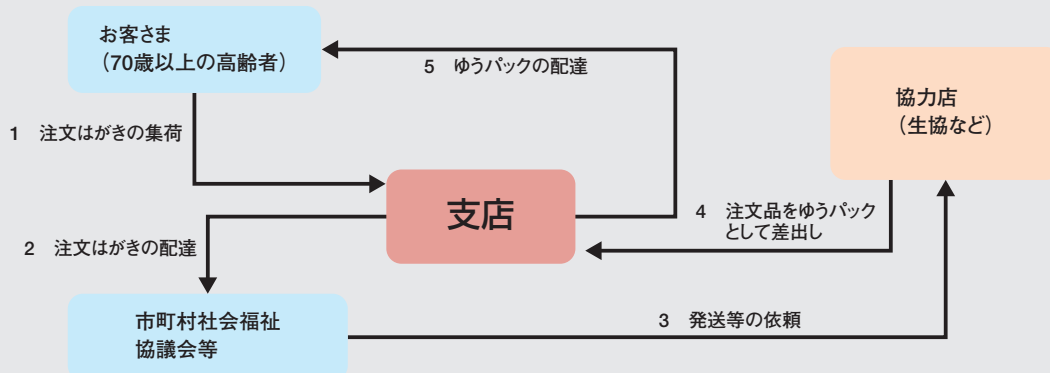 お客さま
（70歳以上の高齢者）
5　ゆうパックの配達
協力店
（生協など）
1　注文はがきの集荷
支店
4　注文品をゆうパック
として差出し
2　注文はがきの配達
市町村社会福祉
協議会等
3　発送等の依頼